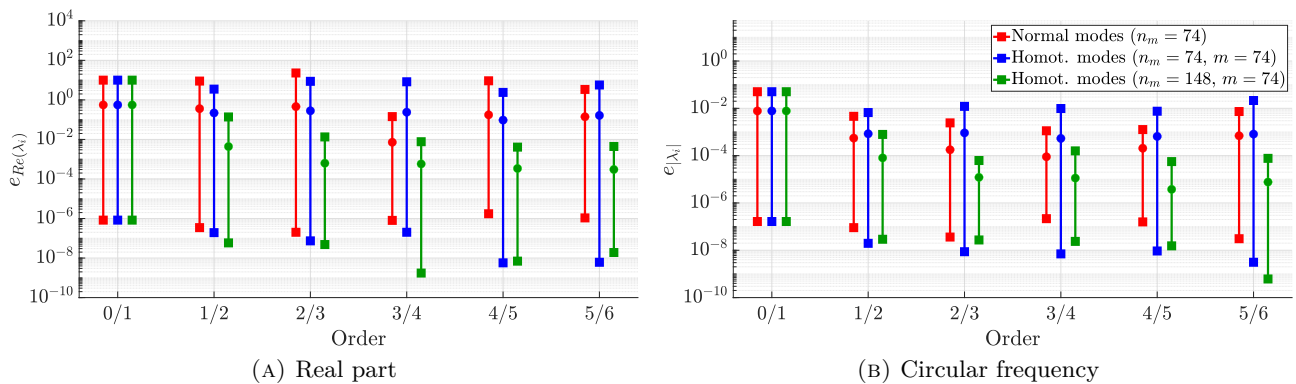 10^4
10^2
10^0
10^-2
10^-4
10^-6
10^-8
10^-10
e_Re(λ_i)
0/1 1/2 2/3 3/4 4/5 5/6
Order
(A) Real part
10^0
10^-2
10^-4
10^-6
10^-8
10^-10
e_|λ_i|
Normal modes (n_m = 74)
Homot. modes (n_m = 74, m = 74)
Homot. modes (n_m = 148, m = 74)
0/1 1/2 2/3 3/4 4/5 5/6
Order
(B) Circular frequency